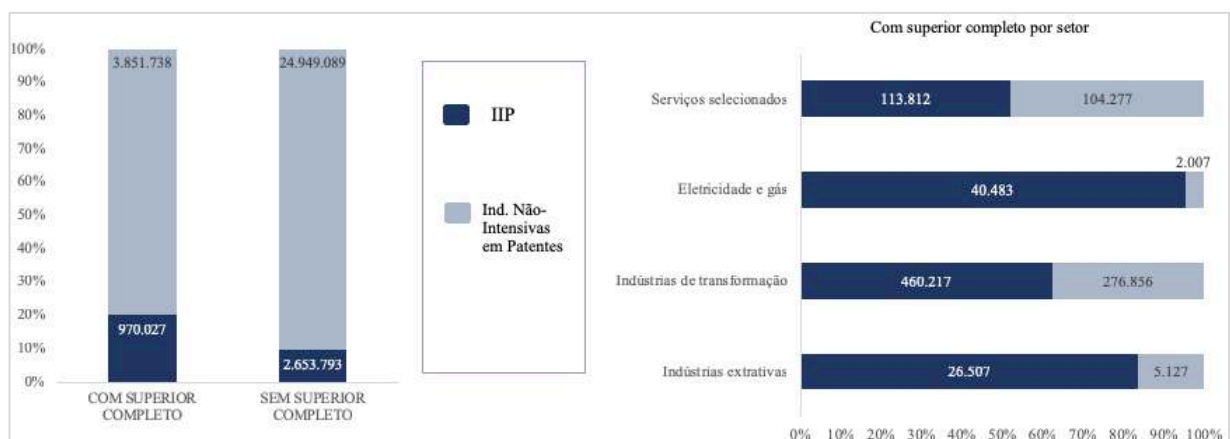 100%
90%
80%
70%
60%
50%
40%
30%
20%
10%
0%
3.851.738
24.949.089
970.027
2.653.793
COM SUPERIOR
COMPLETO
SEM SUPERIOR
COMPLETO
IIP
Ind. Não-
Intensivas
em Patentes
Com superior completo por setor
Serviços selecionados
113.812
104.277
2.007
Eletricidade e gás
40.483
Indústrias de transformação
460.217
276.856
Indústrias extrativas
26.507
5.127
0% 10% 20% 30% 40% 50% 60% 70% 80% 90% 100%